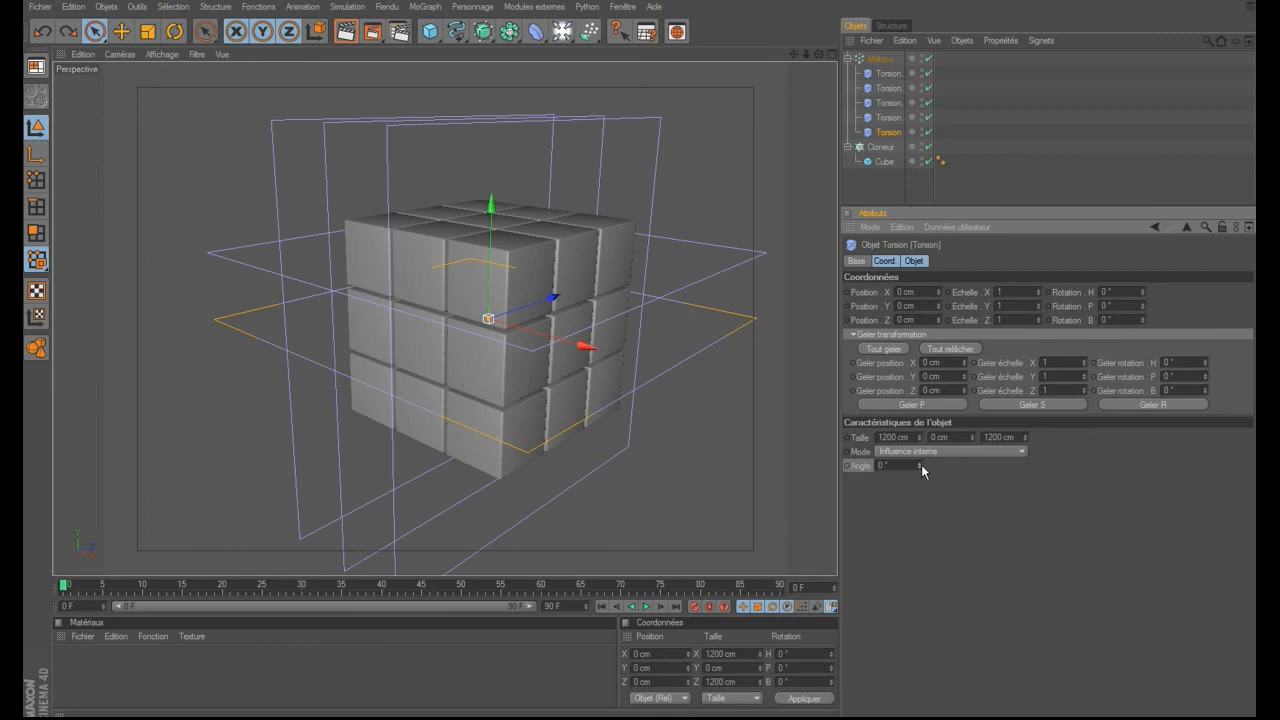 Fichier Edition Objets Outils Sélection Structure Fonctions Animation Simulation Rendu MoGraph Personnage Modules externes Python Fenêtre Aide
Edition Caméras Affichage Filtre Vue
Perspective
Objets Structure
Fichier Edition Vue Objets Propriétés Signets
Matrice
Torsion
Torsion
Torsion
Torsion
Torsion
Cloneur
Cube
Attributs
Mode Edition Données utilisateur
Objet Torsion [Torsion]
Base Coord. Objet
Coordonnées
Position . X 0 cm Echelle . X 1 Rotation . H 0 °
Position . Y 0 cm Echelle . Y 1 Rotation . P 0 °
Position . Z 0 cm Echelle . Z 1 Rotation . B 0 °
Geler transformation
Tout geler Tout relâcher
Geler position . X 0 cm Geler échelle . X 1 Geler rotation . H 0 °
Geler position . Y 0 cm Geler échelle . Y 1 Geler rotation . P 0 °
Geler position . Z 0 cm Geler échelle . Z 1 Geler rotation . B 0 °
Geler P Geler S Geler R
Caractéristiques de l'objet
Taille 1200 cm 0 cm 1200 cm
Mode Influence interne
Angle 0 °
Y
Z
X
0 5 10 15 20 25 30 35 40 45 50 55 60 65 70 75 80 85 90 0 F
0 F 0 F 90 F 90 F
Matériaux
Fichier Edition Fonction Texture
Coordonnées
Position Taille Rotation
X 0 cm X 1200 cm H 0 °
Y 0 cm Y 0 cm P 0 °
Z 0 cm Z 1200 cm B 0 °
Objet (Rel) Taille Appliquer
MAXON
CINEMA 4D